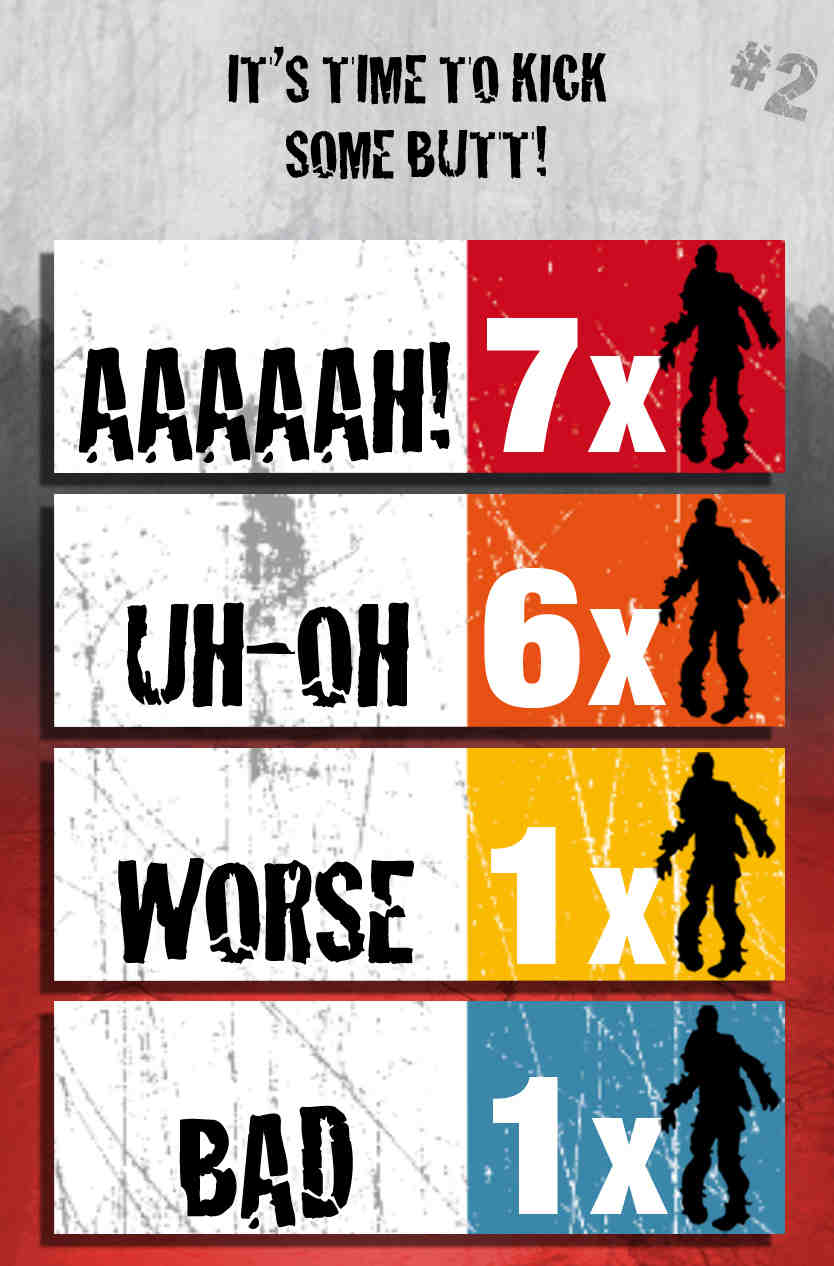 IT'S TIME TO KICK
SOME BUTT!
#2
AAAAAH!
7x
UH-OH
6x
WORSE
1x
BAD
1x